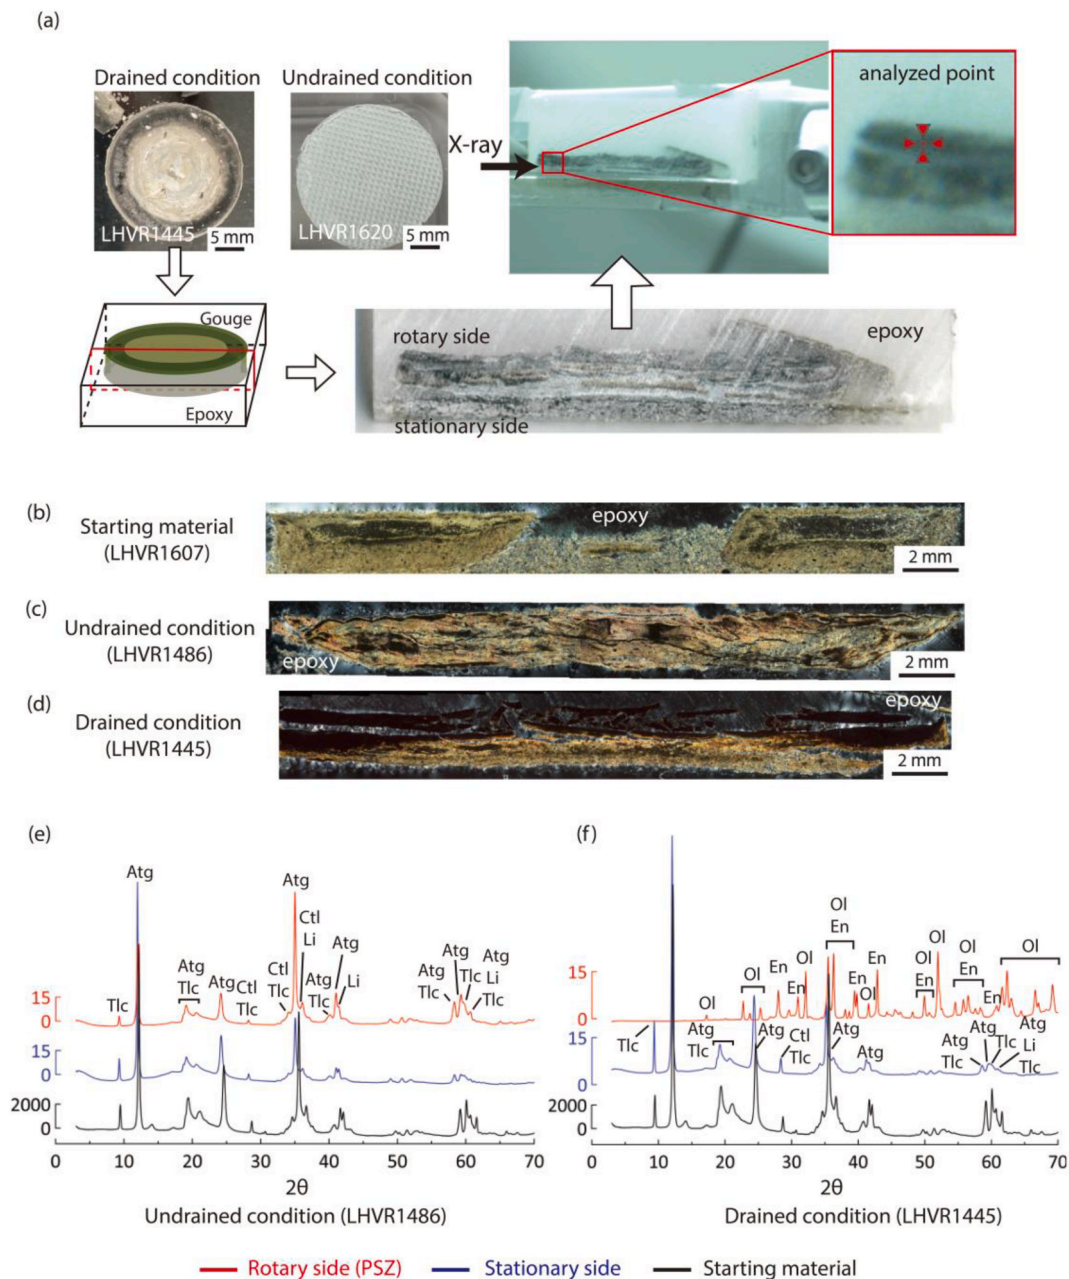 (a)
Drained condition
Undrained condition
analyzed point
X-ray
LHVR1445
5 mm
LHVR1620
5 mm
Gouge
Epoxy
rotary side
epoxy
stationary side
(b)
Starting material
(LHVR1607)
epoxy
2 mm
(c)
Undrained condition
(LHVR1486)
epoxy
2 mm
(d)
Drained condition
(LHVR1445)
epoxy
2 mm
(e)
Atg
Atg
Ctl
Li
Atg
Tlc
Atg
Tlc
Atg
Ctl
Tlc
Ctl
Tlc
Atg
Tlc
Atg
Li
Atg
Tlc
Atg
Tlc
Atg
Li
Tlc
15
0
15
0
2000
0
0 10 20 30 40 50 60 70
2θ
Undrained condition (LHVR1486)
(f)
Ol
Ol
En
Ol
En
Ol
En
En
Ol
Ol
En
Ol
Ol
En
En
Ol
Tlc
Atg
Tlc
Atg
Ctl
Tlc
Atg
Atg
Atg
Tlc
Atg
Tlc
Atg
Li
15
0
15
0
2000
0
0 10 20 30 40 50 60 70
2θ
Drained condition (LHVR1445)
Rotary side (PSZ)
Stationary side
Starting material